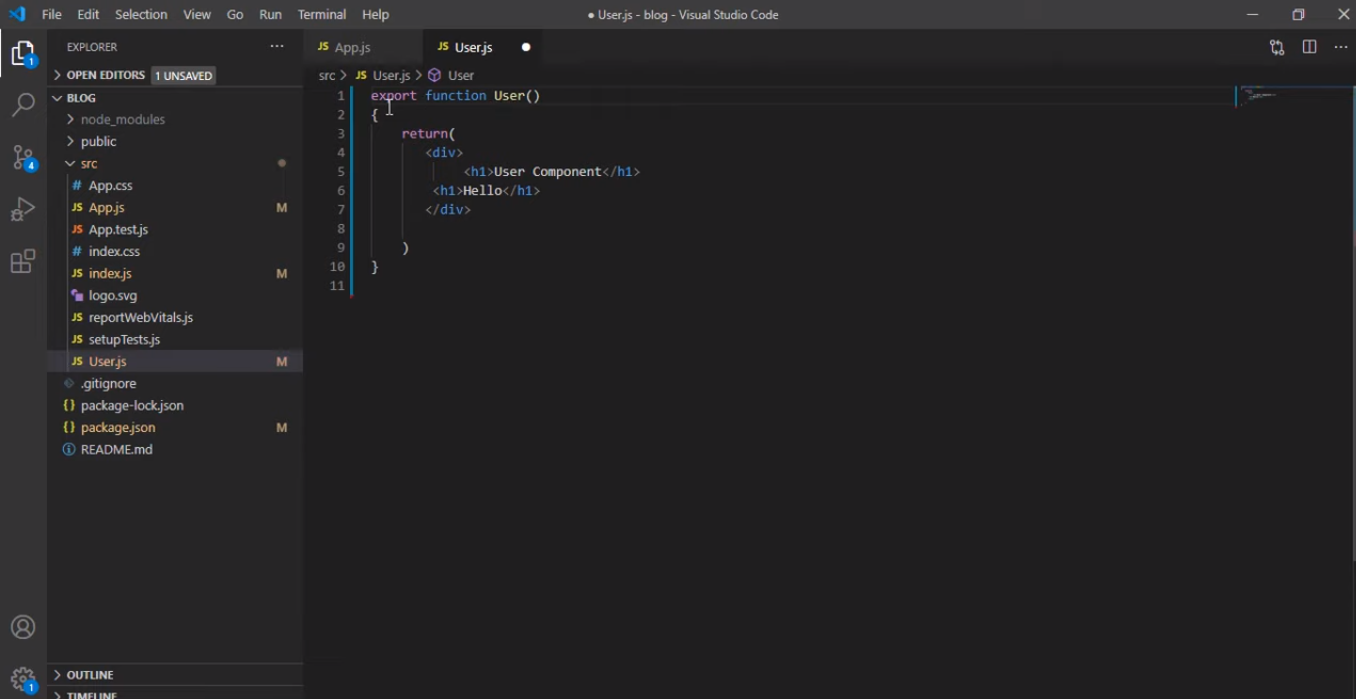 File Edit Selection View Go Run Terminal Help
● User.js - blog - Visual Studio Code
EXPLORER
OPEN EDITORS 1 UNSAVED
BLOG
node_modules
public
src
# App.css
JS App.js M
JS App.test.js
# index.css
JS index.js M
logo.svg
JS reportWebVitals.js
JS setupTests.js
JS User.js M
.gitignore
{} package-lock.json
{} package.json M
README.md
OUTLINE
TIMELINE
1
4
1
JS App.js
JS User.js ●
src > JS User.js > User
1 export function User()
2 {
3 return(
4 <div>
5 <h1>User Component</h1>
6 <h1>Hello</h1>
7 </div>
8
9 )
10 }
11